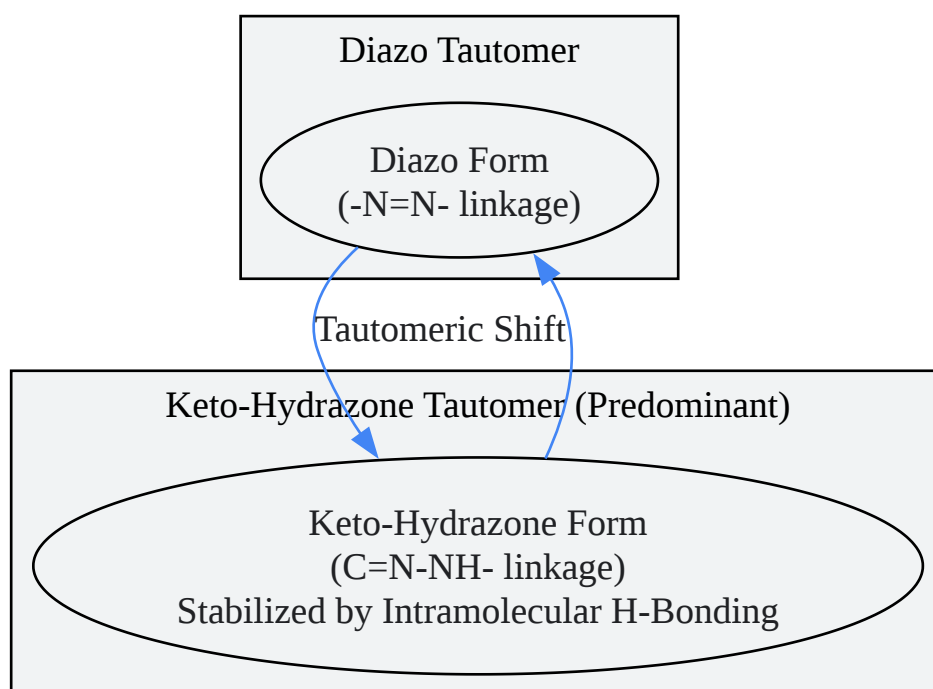 Diazo Tautomer
Diazo Form
(-N=N- linkage)
Tautomeric Shift
Keto-Hydrazone Tautomer (Predominant)
Keto-Hydrazone Form
(C=N-NH- linkage)
Stabilized by Intramolecular H-Bonding